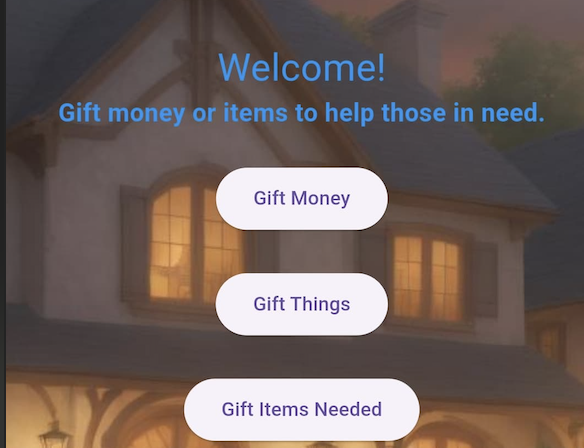 Welcome!
Gift money or items to help those in need.
Gift Money
Gift Things
Gift Items Needed